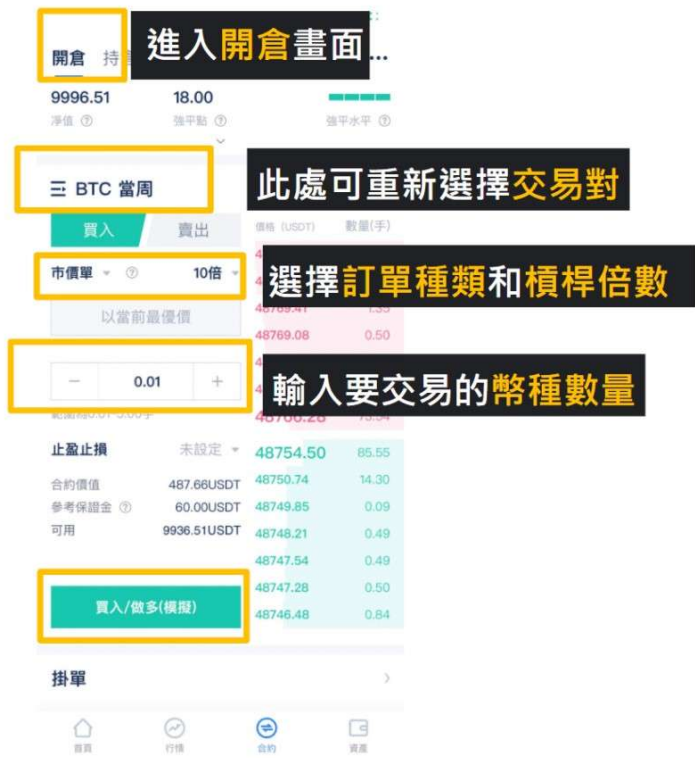 開倉 持
進入開倉畫面
...
9996.51 18.00
淨值 強平點 強平水平
BTC 當周
此處可重新選擇交易對
買入 賣出 價格 (USDT) 數量(手)
市價單 10倍
選擇訂單種類和槓桿倍數
以當前最優價
48769.41 1.35
48769.08 0.50
- 0.01 +
輸入要交易的幣種數量
48766.28 73.54
止盈止損 未設定
48754.50 85.55
合約價值 487.66USDT 48750.74 14.30
參考保證金 60.00USDT 48749.85 0.09
可用 9936.51USDT 48748.21 0.49
48747.54 0.49
48747.28 0.50
買入/做多(模擬)
48746.48 0.84
掛單
首頁 行情 合約 資產